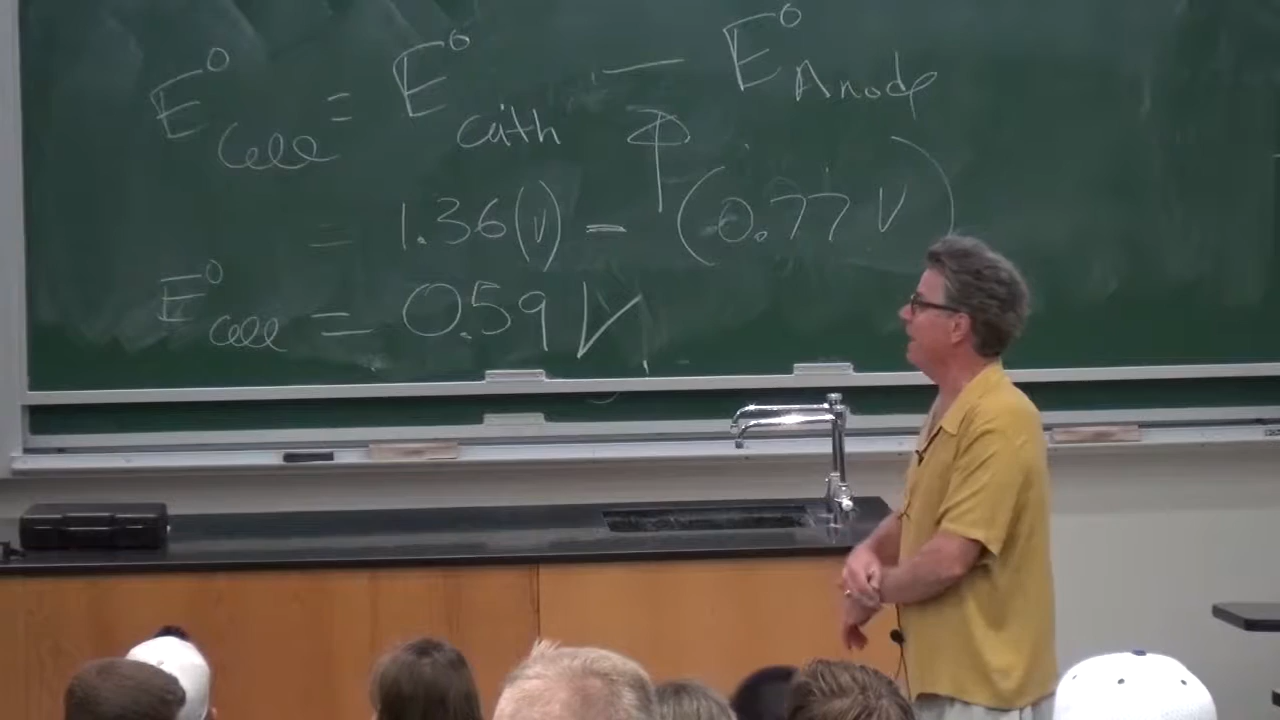 E° cell = E° cath — E° Anode
= 1.36 (V) - (0.77 V)
E° cell = 0.59 V